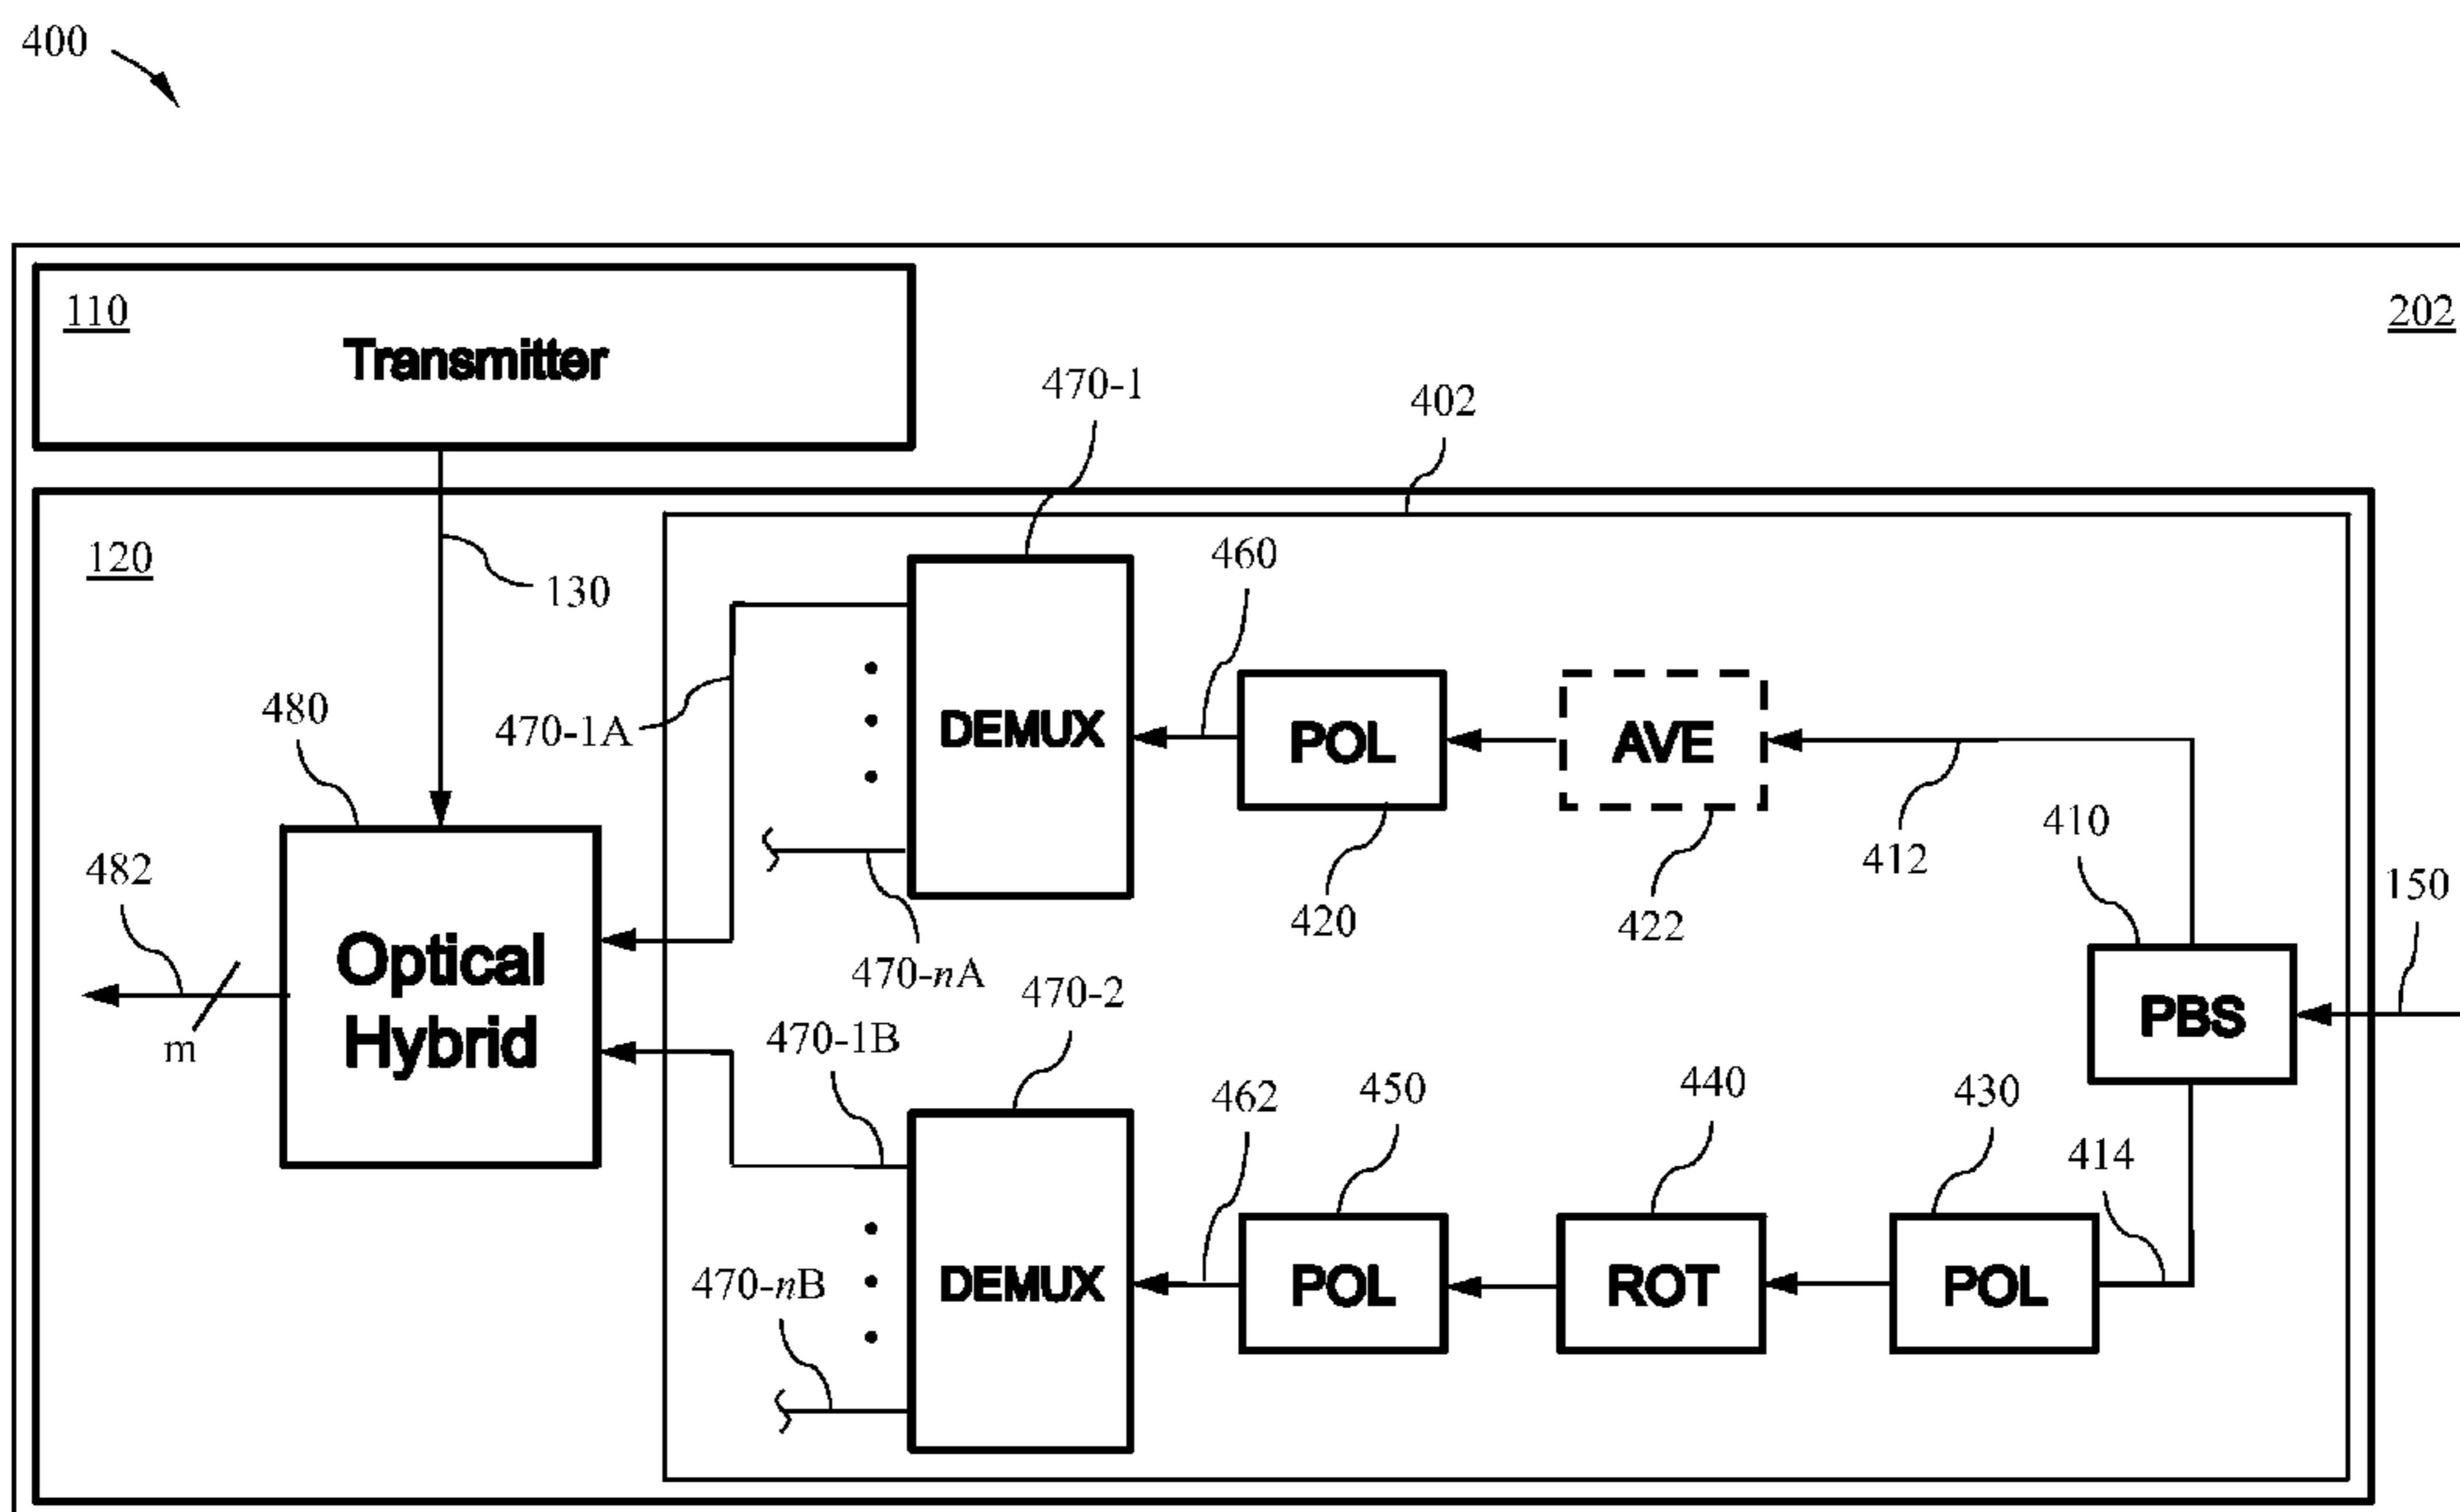 400
110
Transmitter
202
470-1
402
120
130
460
480
470-1A
DEMUX
POL
AVE
410
412
482
420
422
150
Optical
Hybrid
470-nA
470-2
PBS
m
470-1B
462
450
440
430
414
470-nB
DEMUX
POL
ROT
POL